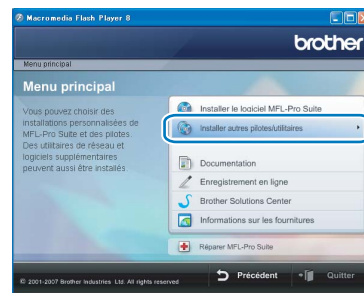 Macromedia Flash Player 8
brother
Menu principal
Menu principal
Vous pouvez choisir des
installations personnalisées de
MFL-Pro Suite et des pilotes.
Des utilitaires de réseau et
logiciels supplémentaires
peuvent aussi être installés.
Installer le logiciel MFL-Pro Suite
Installer autres pilotes/utilitaires
Documentation
Enregistrement en ligne
Brother Solutions Center
Informations sur les fournitures
Réparer MFL-Pro Suite
© 2001-2007 Brother Industries Ltd. All rights reserved
Précédent
Quitter